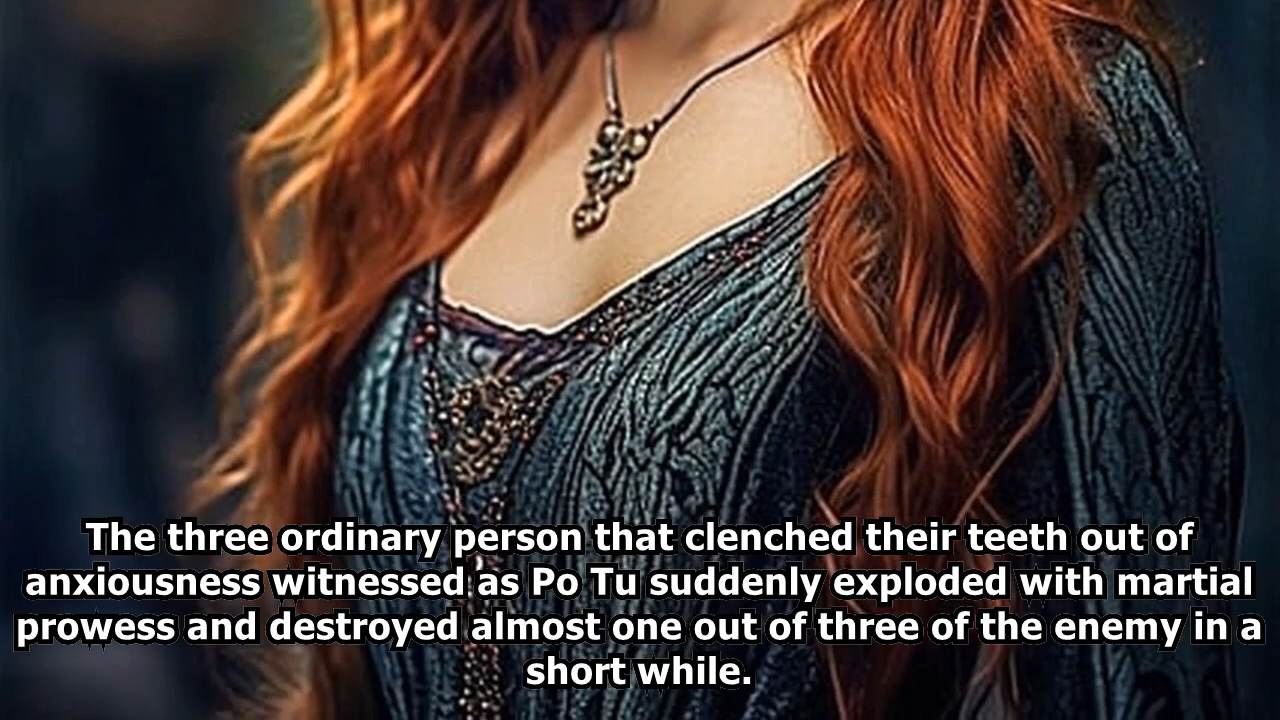 The three ordinary person that clenched their teeth out of
anxiousness witnessed as Po Tu suddenly exploded with martial
prowess and destroyed almost one out of three of the enemy in a
short while.